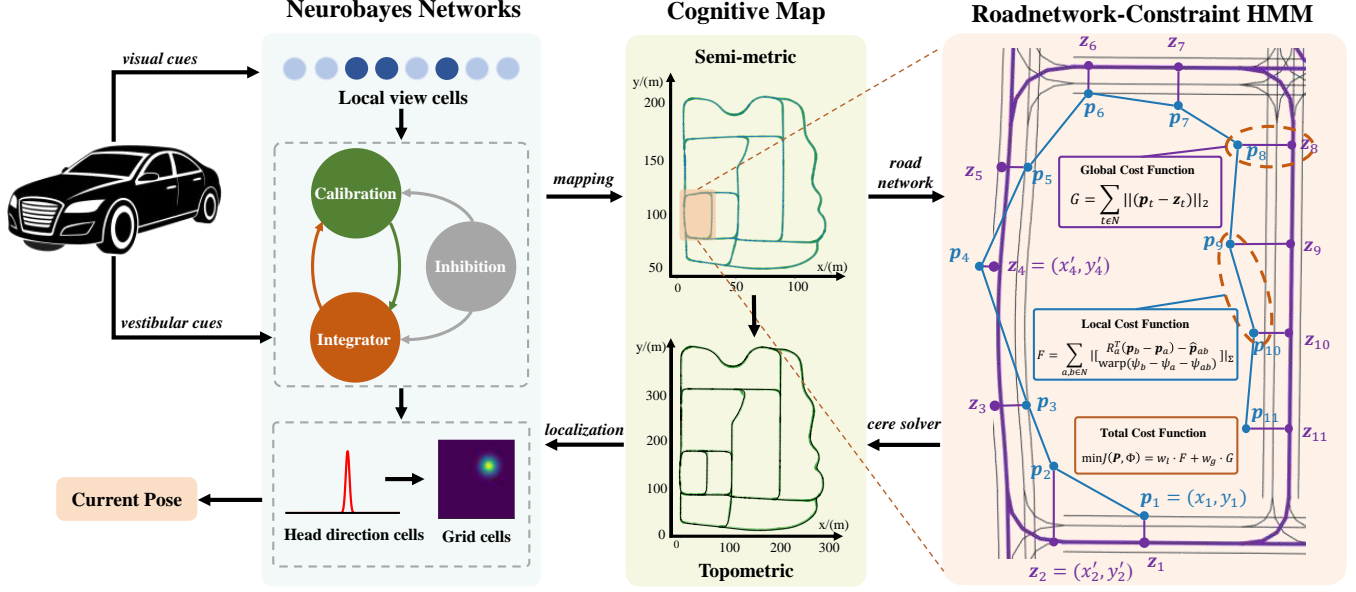 Neurobayes Networks
visual cues
Local view cells
Calibration
Inhibition
Integrator
vestibular cues
Head direction cells
Grid cells
Current Pose
mapping
localization
Cognitive Map
Semi-metric
y/(m)
200
150
100
50
x/(m)
0
50
100
y/(m)
400
300
200
100
0
x/(m)
0
100
200
300
Topometric
road
network
cere solver
Roadnetwork-Constraint HMM
z₆
z₇
p₆
p₇
p₈
z₈
z₅
p₅
Global Cost Function
G = ∑_{t∈N} ||(p_t − z_t)||₂
p₉
z₉
p₄
z₄ = (x′₄, y′₄)
Local Cost Function
F = ∑_{a,b∈N} ||[R_a^T(p_b − p_a) − p̂_ab
warp(ψ_b − ψ_a − ψ_ab)]||_Σ
p₁₀
z₁₀
z₃
p₃
p₁₁
z₁₁
Total Cost Function
minJ(P, Φ) = w_l · F + w_g · G
p₂
p₁ = (x₁, y₁)
z₁
z₂ = (x′₂, y′₂)